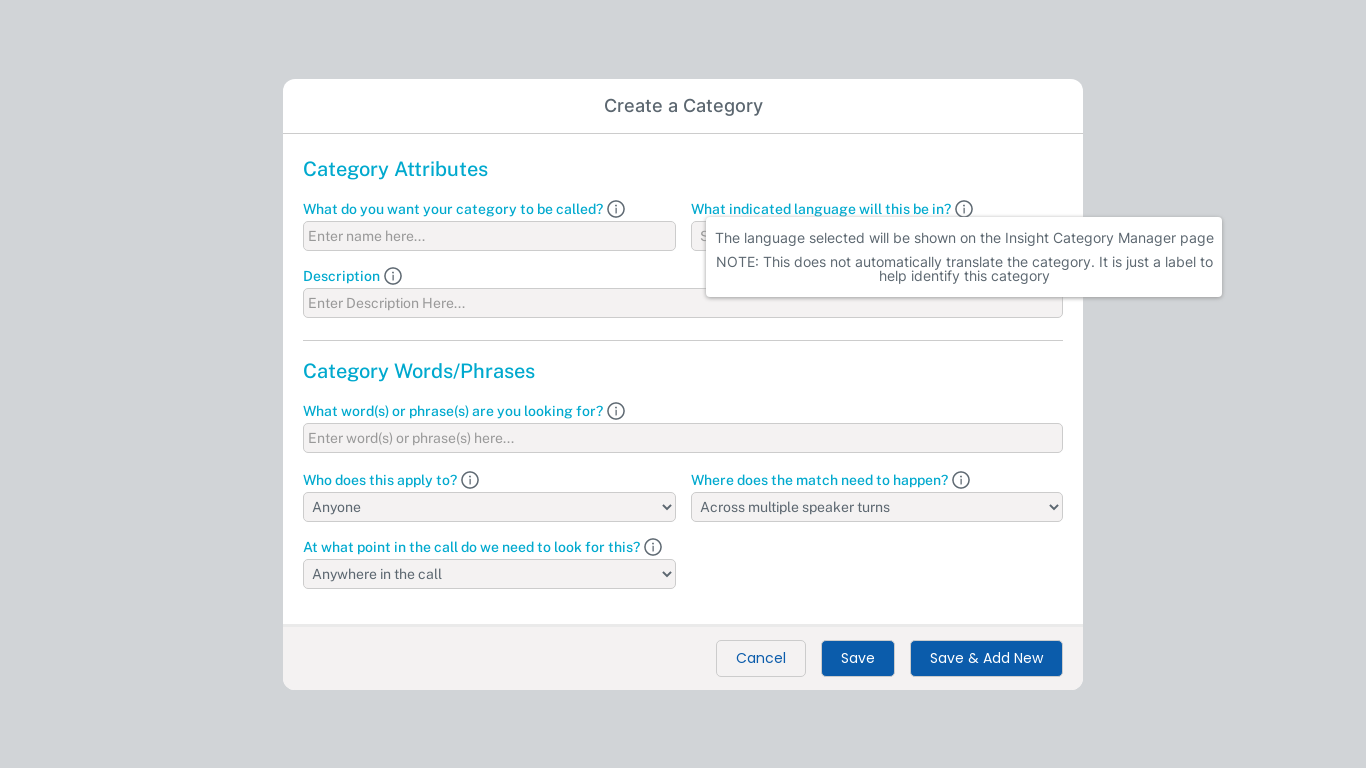 Create a Category
Category Attributes
What do you want your category to be called?
What indicated language will this be in?
Enter name here...
The language selected will be shown on the Insight Category Manager page
NOTE: This does not automatically translate the category. It is just a label to
help identify this category
Description
Enter Description Here...
Category Words/Phrases
What word(s) or phrase(s) are you looking for?
Enter word(s) or phrase(s) here...
Who does this apply to?
Where does the match need to happen?
Anyone
Across multiple speaker turns
At what point in the call do we need to look for this?
Anywhere in the call
Cancel
Save
Save & Add New